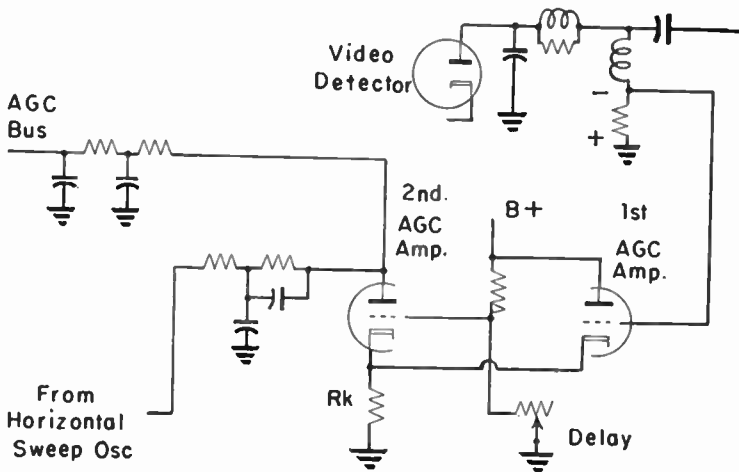 Video
Detector
AGC
Bus
−
+
2nd.
AGC
Amp.
B+
1st
AGC
Amp.
From
Horizontal
Sweep Osc
Rk
Delay